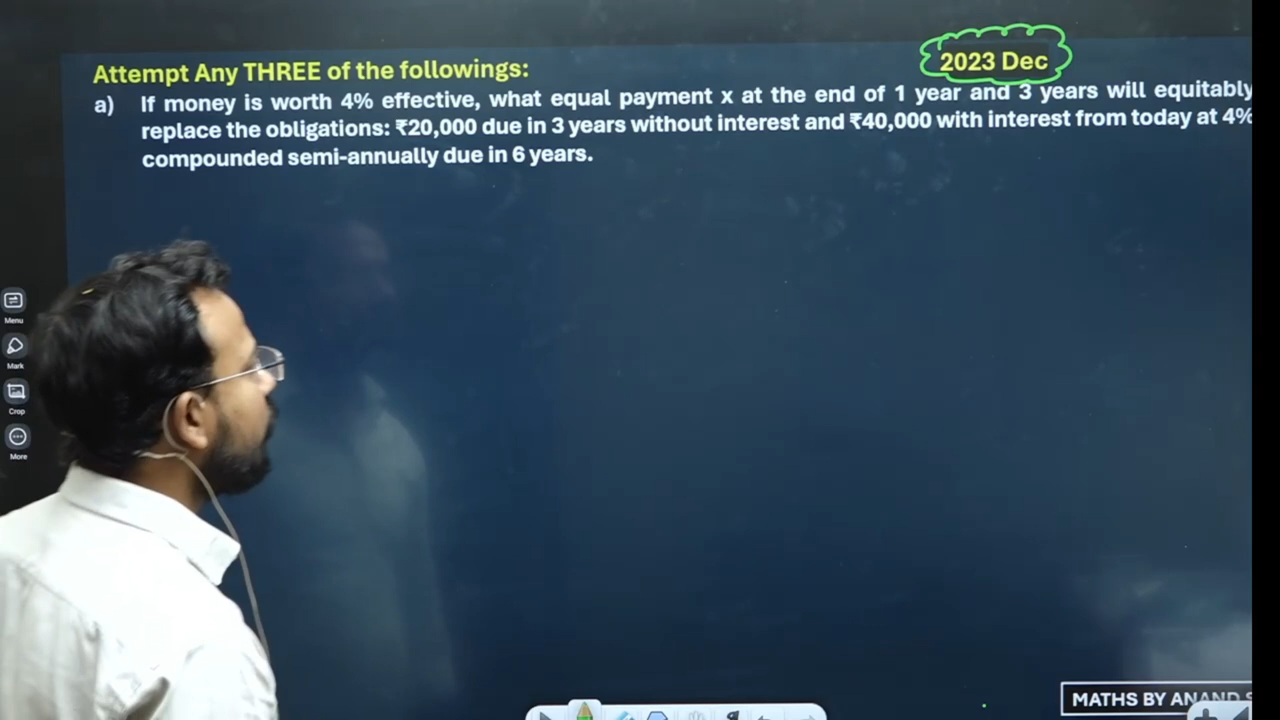 2023 Dec
Attempt Any THREE of the followings:
a) If money is worth 4% effective, what equal payment x at the end of 1 year and 3 years will equitably
replace the obligations: ₹20,000 due in 3 years without interest and ₹40,000 with interest from today at 4%
compounded semi-annually due in 6 years.
Menu
Mark
Crop
More
MATHS BY ANAND